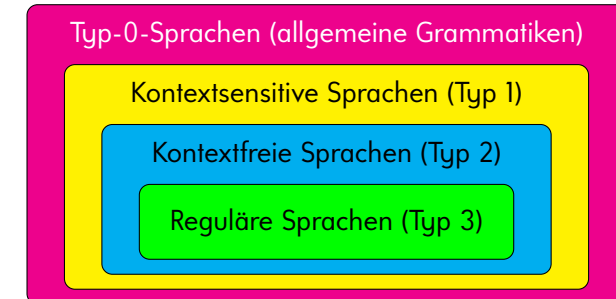 Typ-0-Sprachen (allgemeine Grammatiken)
Kontextsensitive Sprachen (Typ 1)
Kontextfreie Sprachen (Typ 2)
Reguläre Sprachen (Typ 3)